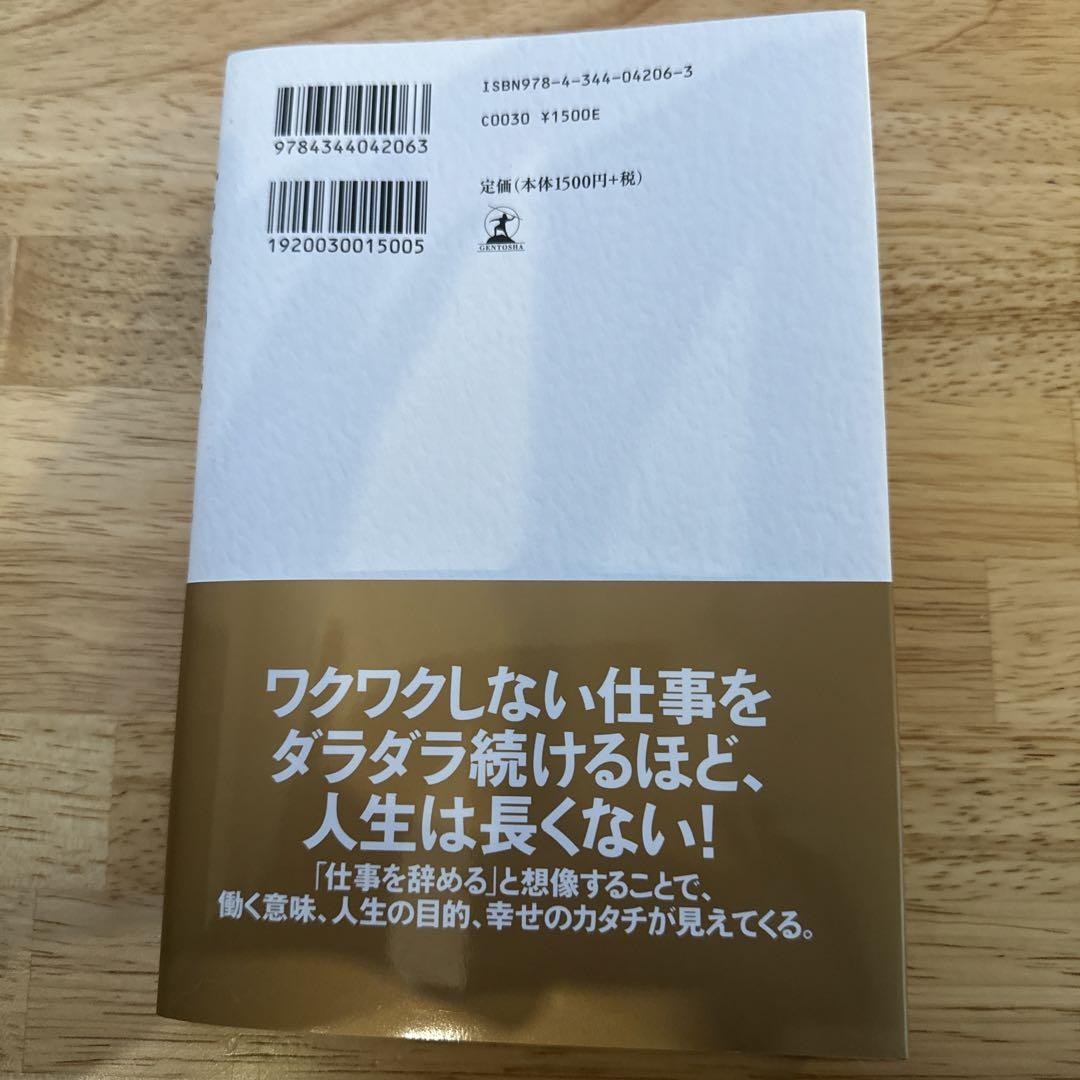 ISBN978-4-344-04206-3
C0030 ¥1500E
9784344042063
定価(本体1500円+税)
1920030015005
GENTOSHA
ワクワクしない仕事を
ダラダラ続けるほど、
人生は長くない!
「仕事を辞める」と想像することで、
働く意味、人生の目的、幸せのカタチが見えてくる。